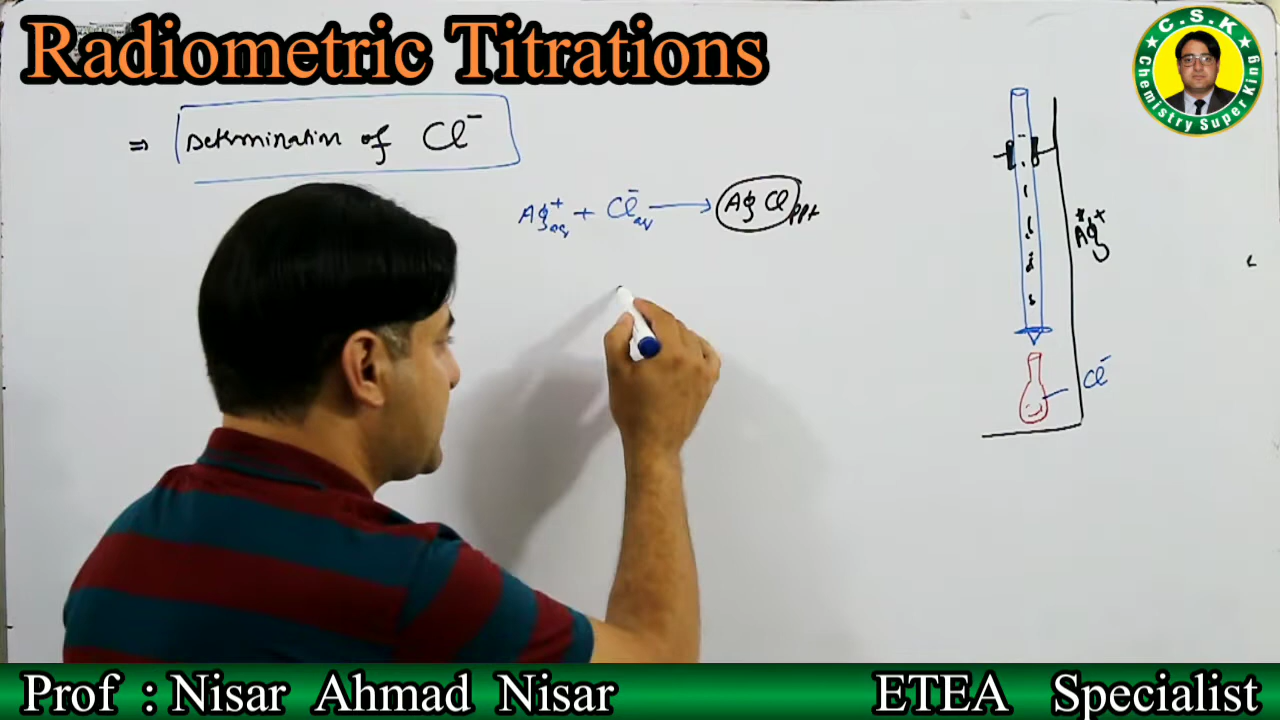 Radiometric Titrations
C.S.K
Chemistry Super King
⇒ Determination of Cl⁻
Ag⁺aq + Cl⁻aq → AgCl ppt
*Ag⁺
Cl⁻
Prof : Nisar Ahmad Nisar
ETEA Specialist